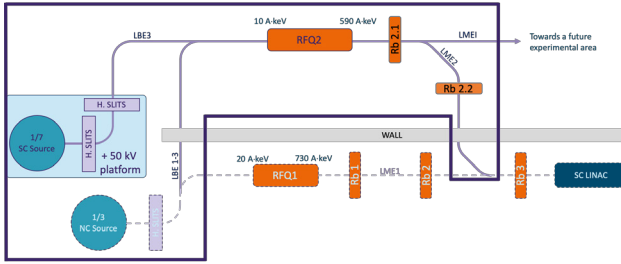 10 A·keV
590 A·keV
LBE3
RFQ2
Rb 2.1
LMEI
Towards a future
experimental area
LME2
Rb 2.2
H. SLITS
H. SLITS
1/7
SC Source
+ 50 kV
platform
WALL
LBE 1-3
20 A·keV
730 A·keV
RFQ1
Rb 1
LME1
Rb 2
Rb 3
SC LINAC
1/3
NC Source